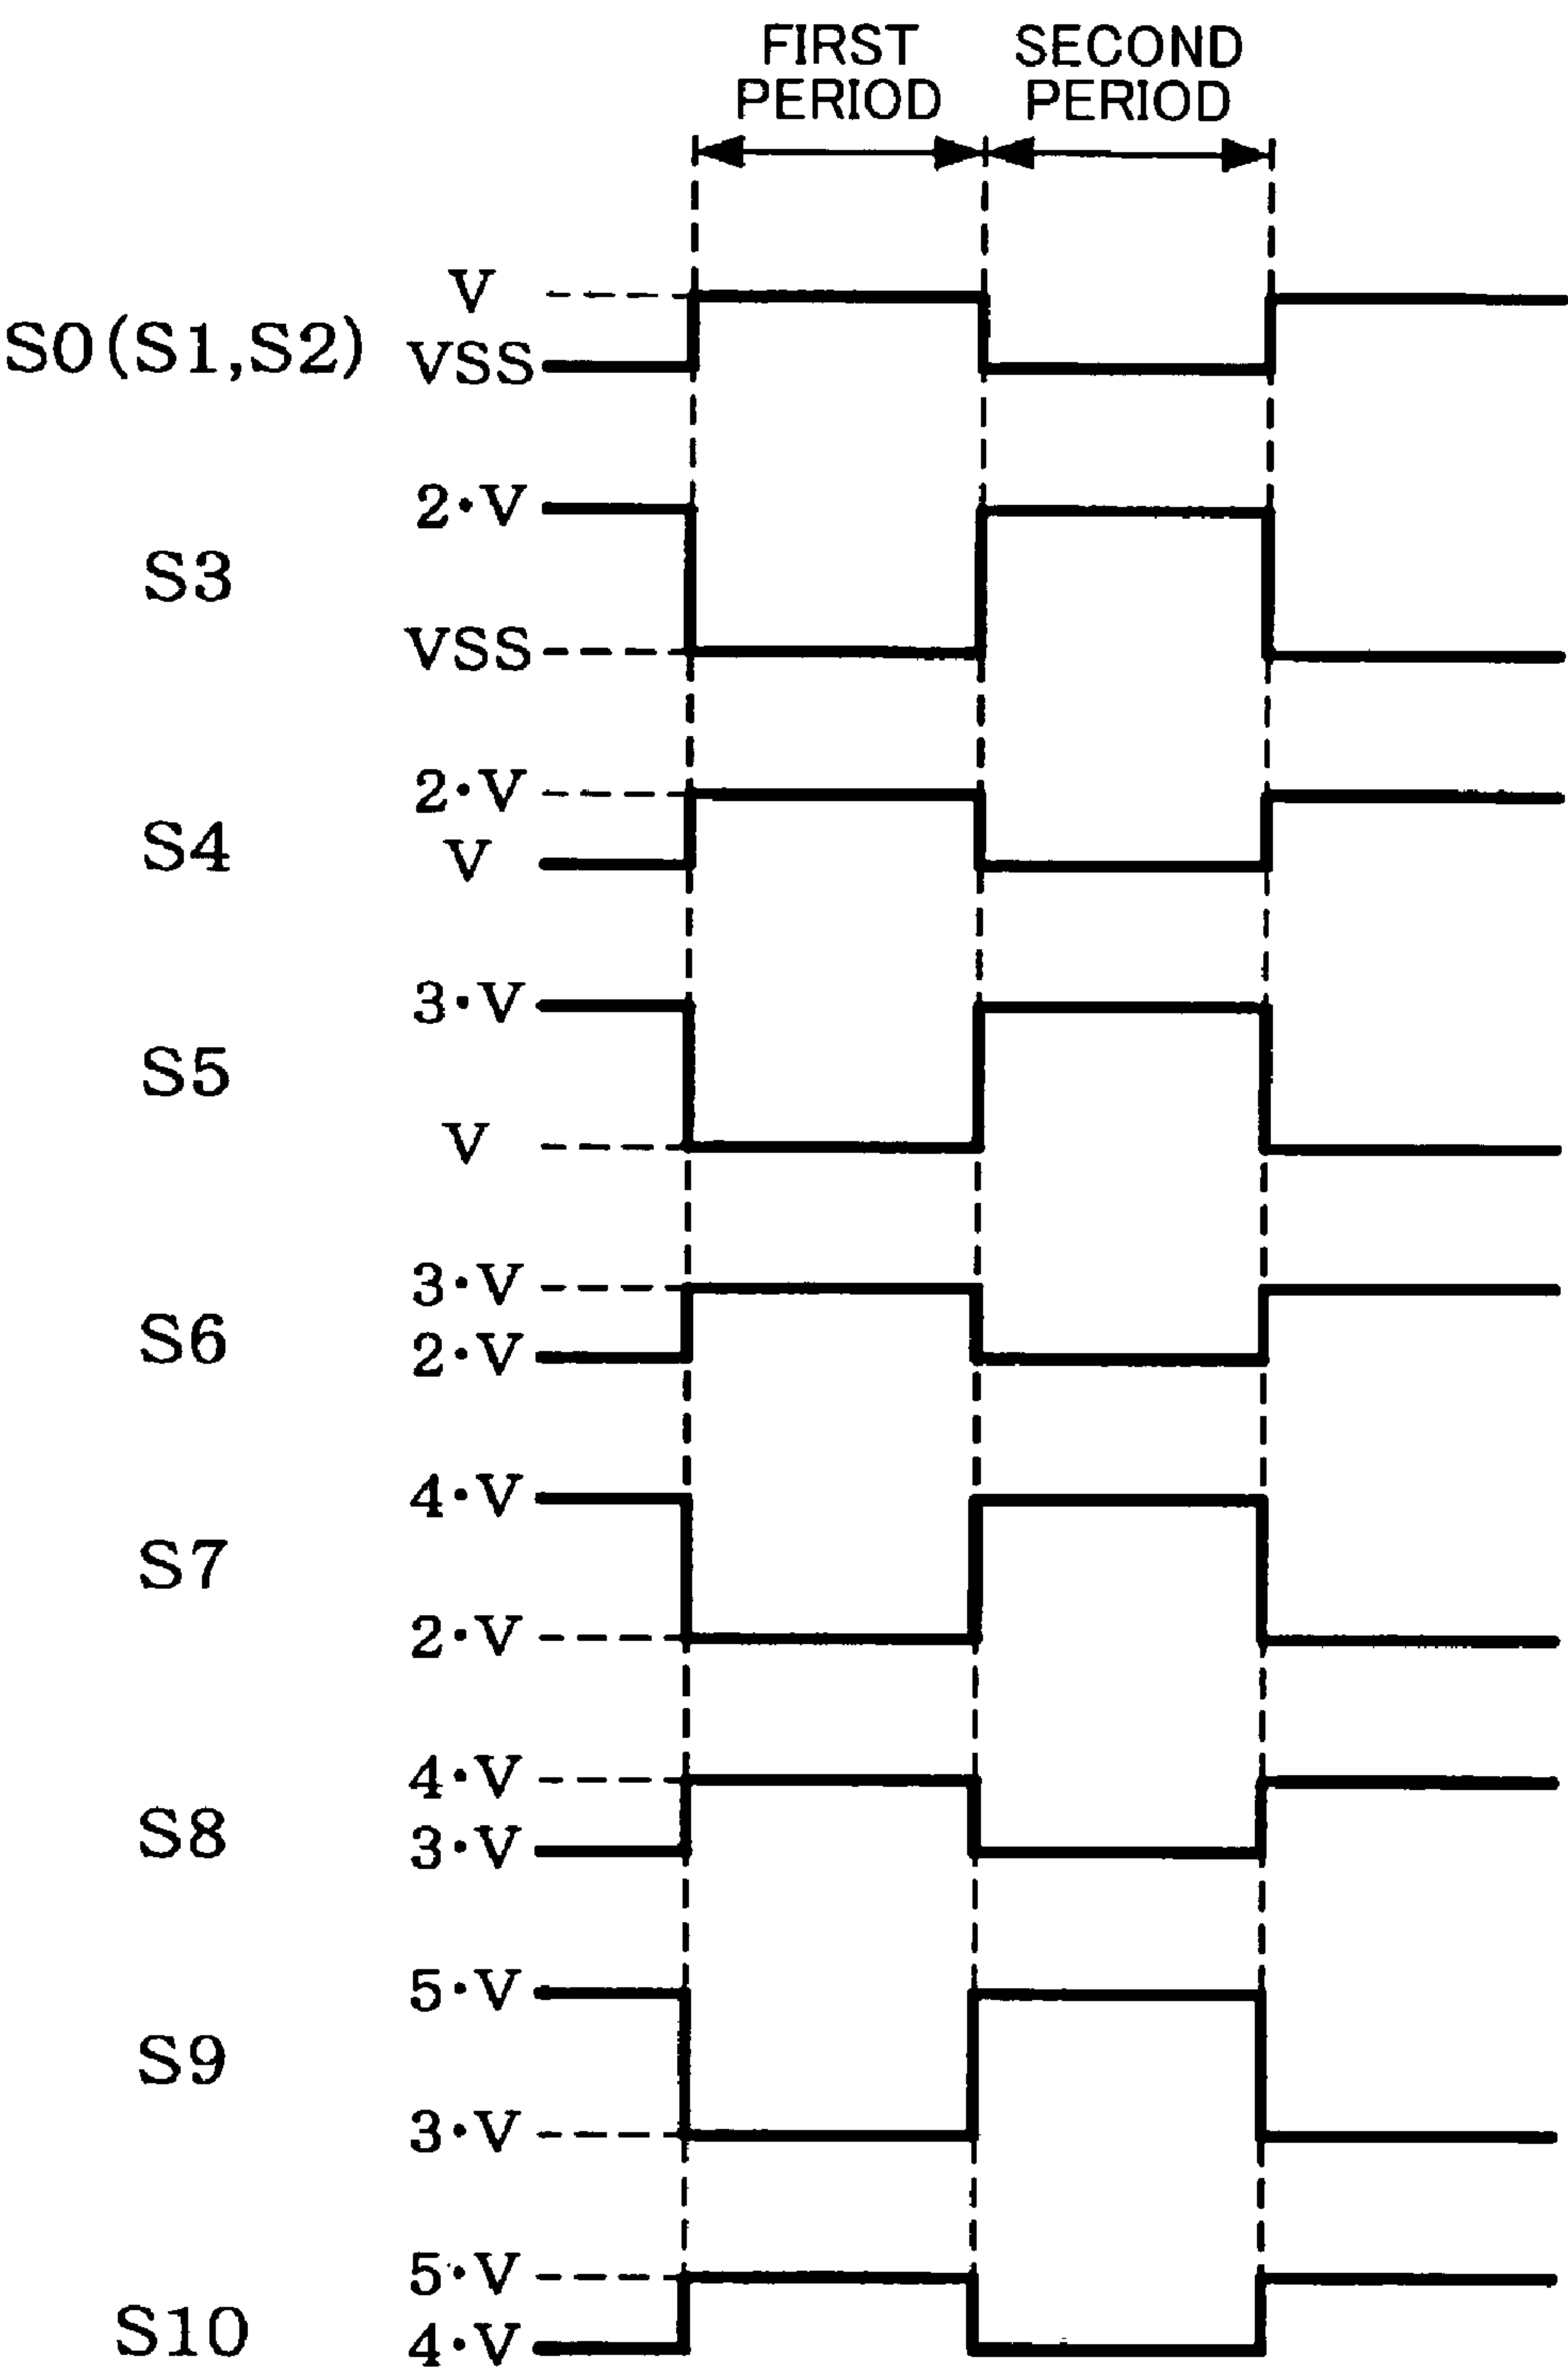 FIRST PERIOD
SECOND PERIOD
V
S0(S1,S2)
VSS
2·V
S3
VSS
2·V
S4
V
3·V
S5
V
3·V
S6
2·V
4·V
S7
2·V
4·V
S8
3·V
5·V
S9
3·V
5·V
S10
4·V